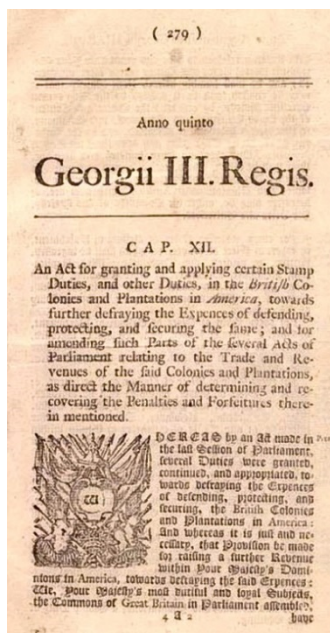 ( 279 )
Anno quinto
Georgii III. Regis.
CAP. XII.
An Act for granting and applying certain Stamp
Duties, and other Duties, in the British Co-
lonies and Plantations in America, towards
further defraying the Expences of defending,
protecting, and securing the same; and for
amending such Parts of the several Acts of
Parliament relating to the Trade and Re-
venues of the said Colonies and Plantations,
as direct the Manner of determining and re-
covering the Penalties and Forfeitures there-
in mentioned.
WHEREAS by an Act made in
the last Session of Parliament,
several Duties were granted,
continued, and appropriated, to-
wards defraying the Expences
of defending, protecting, and
securing, the British Colonies
and Plantations in America:
And whereas it is just and ne-
cessary, that Provision be made
for raising a further Revenue
within Your Majesty's Domi-
nions in America, towards defraying the said Expences:
We, Your Majesty's most dutiful and loyal Subjects,
the Commons of Great Britain in Parliament assembled,
4 A 2 have